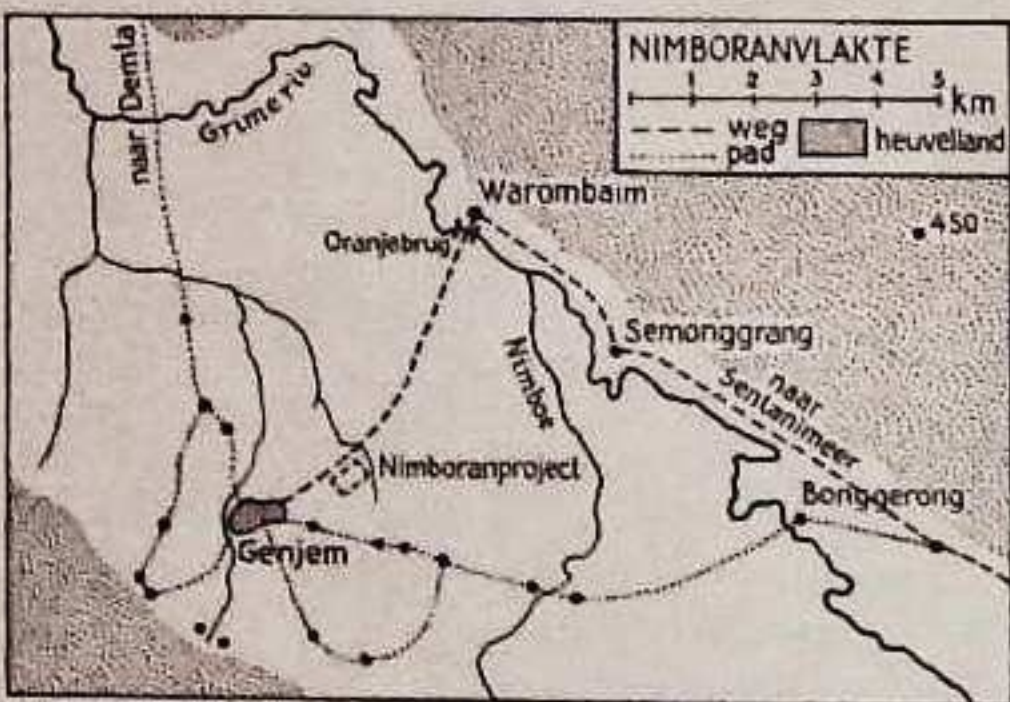 NIMBORANVLAKTE
1 2 3 4 5 km
weg
pad
heuvelland
naar Demta
Grimeriv
Warombaim
Oranjebrug
450
Semonggrang
Nimboe
naar
Sentanimeer
Nimboranproject
Bonggerong
Genjem